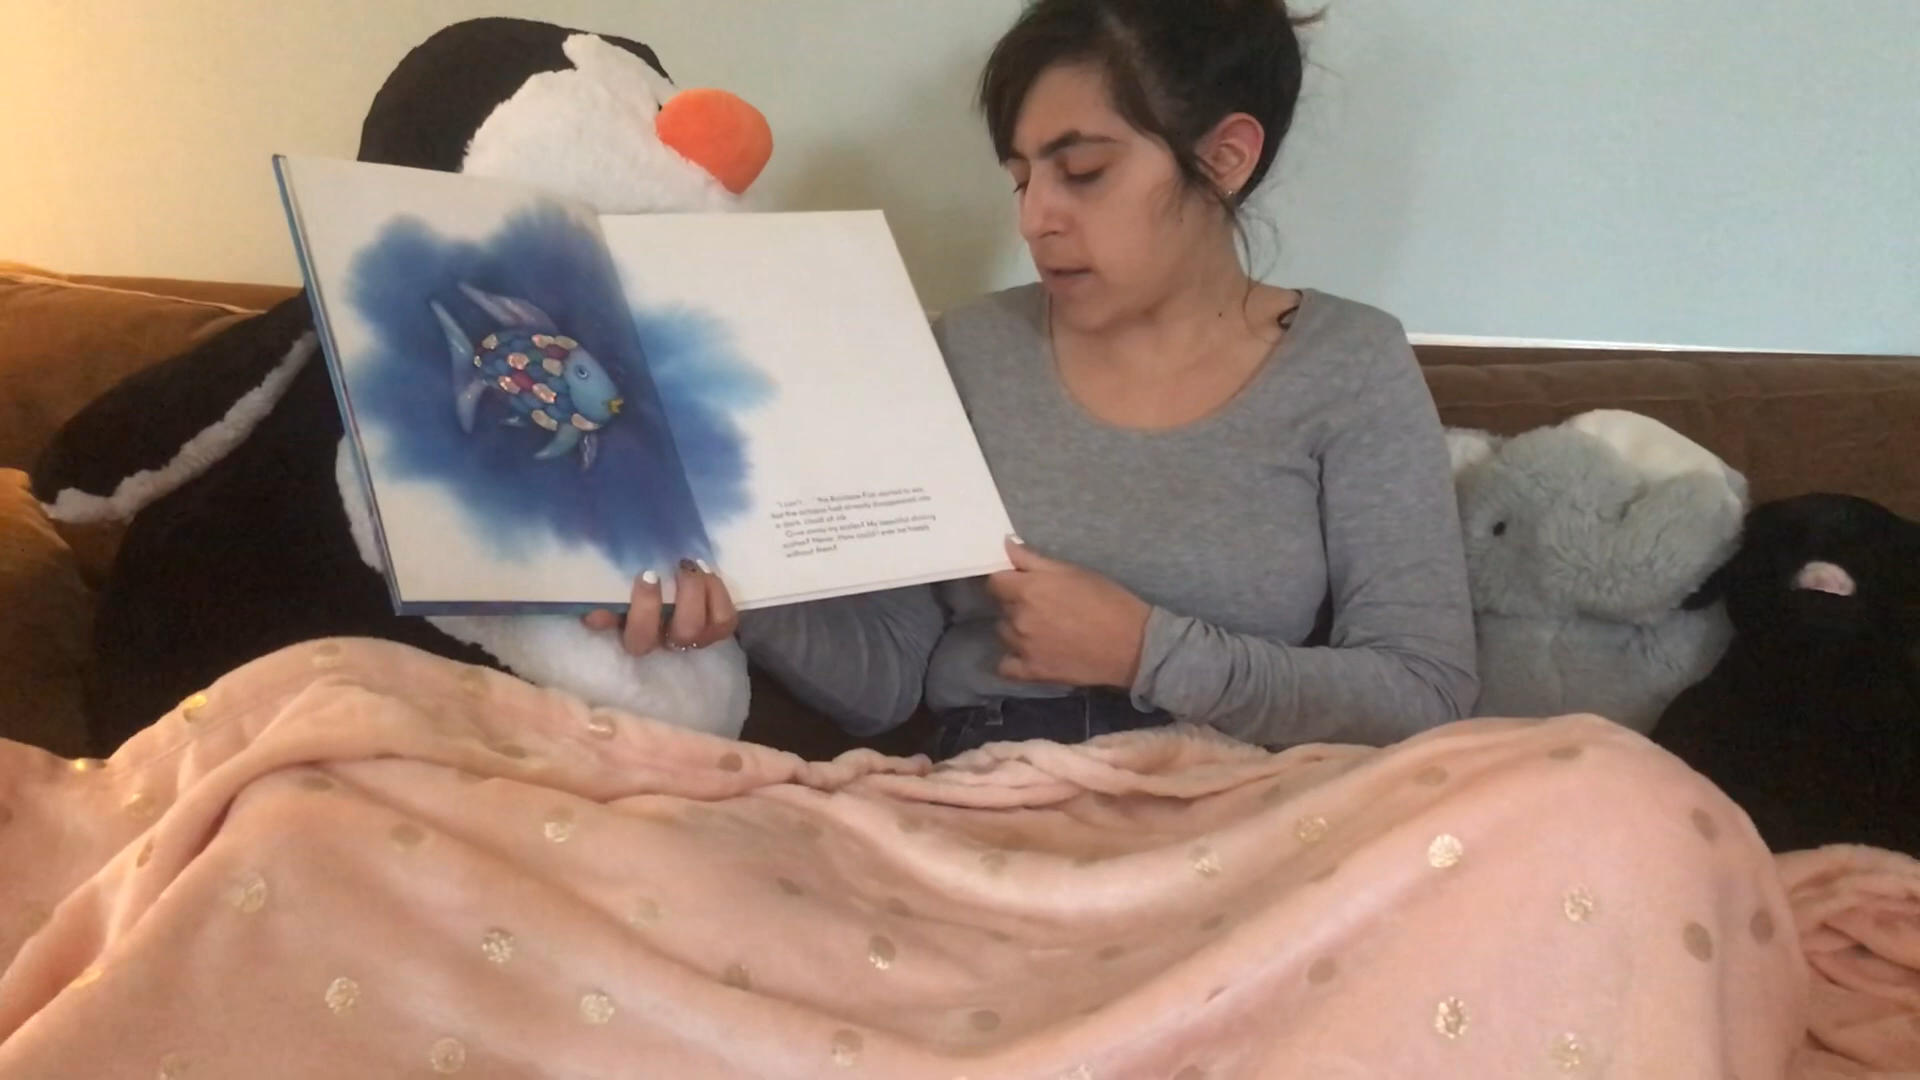 "I can't . . ." the Rainbow Fish started to say,
but the octopus had already disappeared into
a dark cloud of ink.
Give away my scales? My beautiful shining
scales? Never. How could I ever be happy
without them?